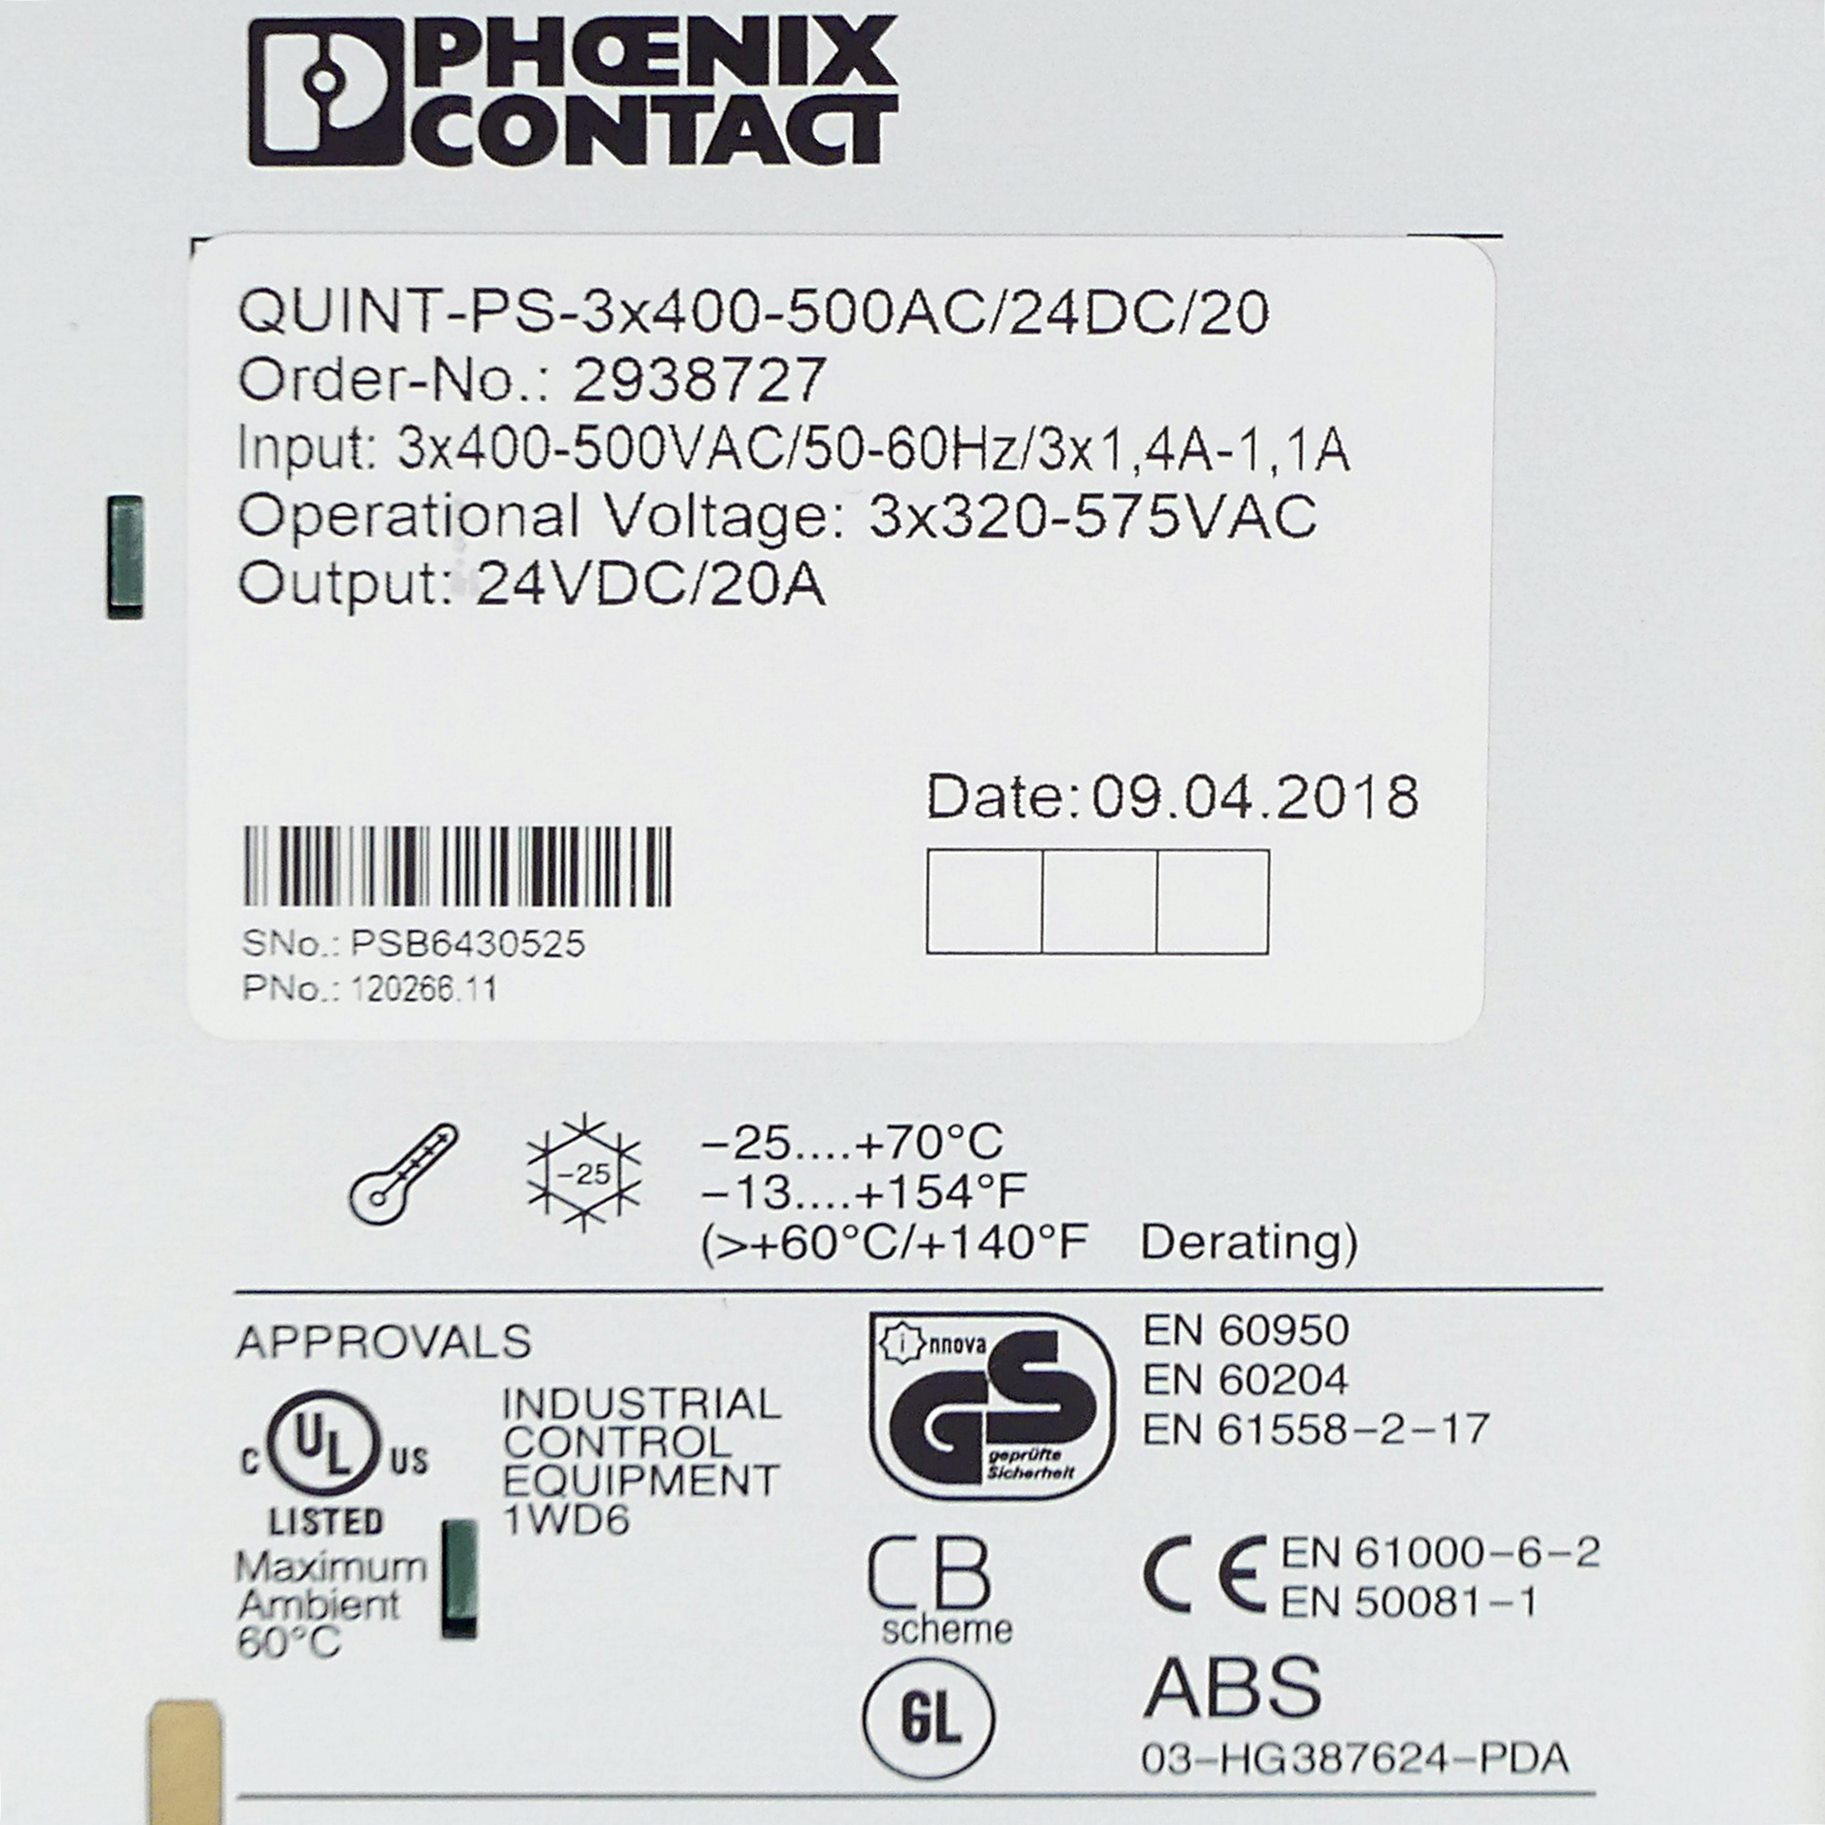 PHŒNIX
CONTACT
QUINT-PS-3x400-500AC/24DC/20
Order-No.: 2938727
Input: 3x400-500VAC/50-60Hz/3x1,4A-1,1A
Operational Voltage: 3x320-575VAC
Output: 24VDC/20A
Date: 09.04.2018
SNo.: PSB6430525
PNo.: 120266.11
-25
–25....+70°C
–13....+154°F
(>+60°C/+140°F Derating)
APPROVALS
C UL US
LISTED
Maximum
Ambient
60°C
INDUSTRIAL
CONTROL
EQUIPMENT
1WD6
innova
GS
geprüfte
Sicherheit
EN 60950
EN 60204
EN 61558–2–17
CB
scheme
CE EN 61000–6–2
EN 50081–1
GL
ABS
03–HG387624–PDA